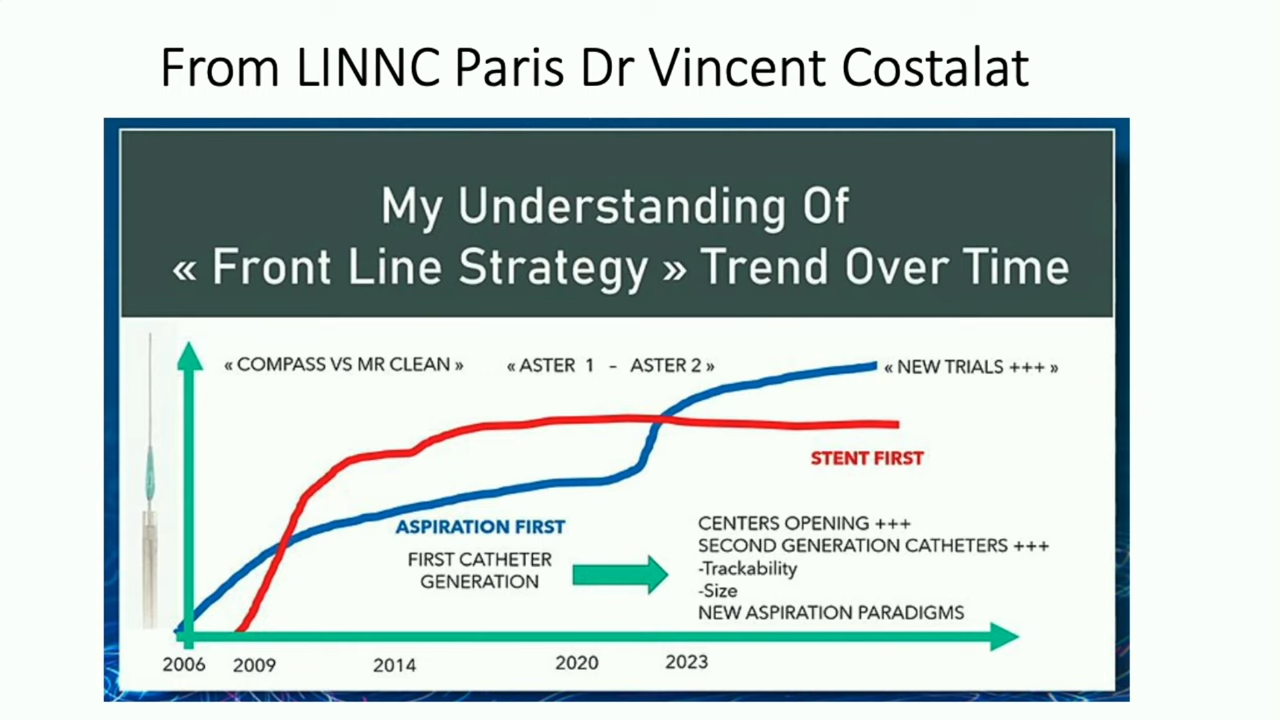 From LINNC Paris Dr Vincent Costalat
My Understanding Of
« Front Line Strategy » Trend Over Time
« COMPASS VS MR CLEAN »
« ASTER 1 - ASTER 2 »
« NEW TRIALS +++ »
STENT FIRST
ASPIRATION FIRST
FIRST CATHETER
GENERATION
CENTERS OPENING +++
SECOND GENERATION CATHETERS +++
-Trackability
-Size
NEW ASPIRATION PARADIGMS
2006
2009
2014
2020
2023